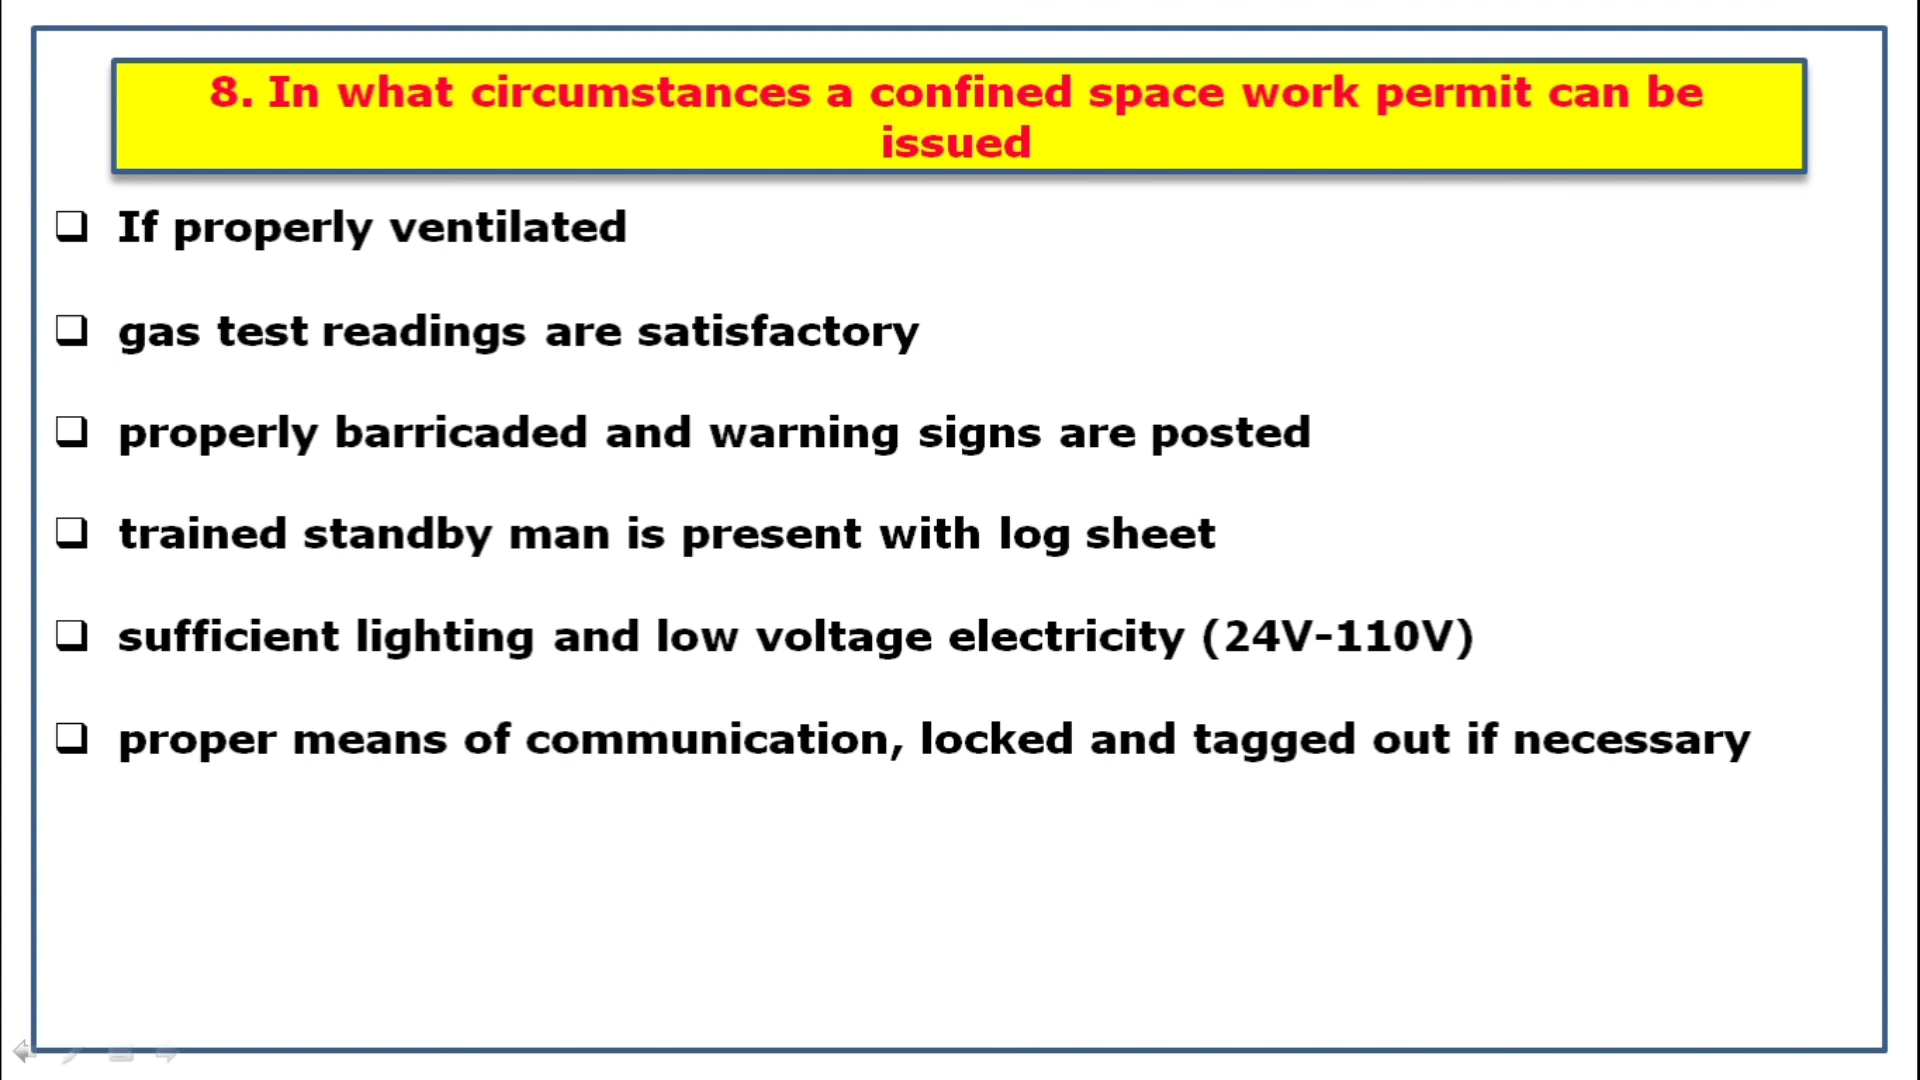 8. In what circumstances a confined space work permit can be
issued
If properly ventilated
gas test readings are satisfactory
properly barricaded and warning signs are posted
trained standby man is present with log sheet
sufficient lighting and low voltage electricity (24V-110V)
proper means of communication, locked and tagged out if necessary